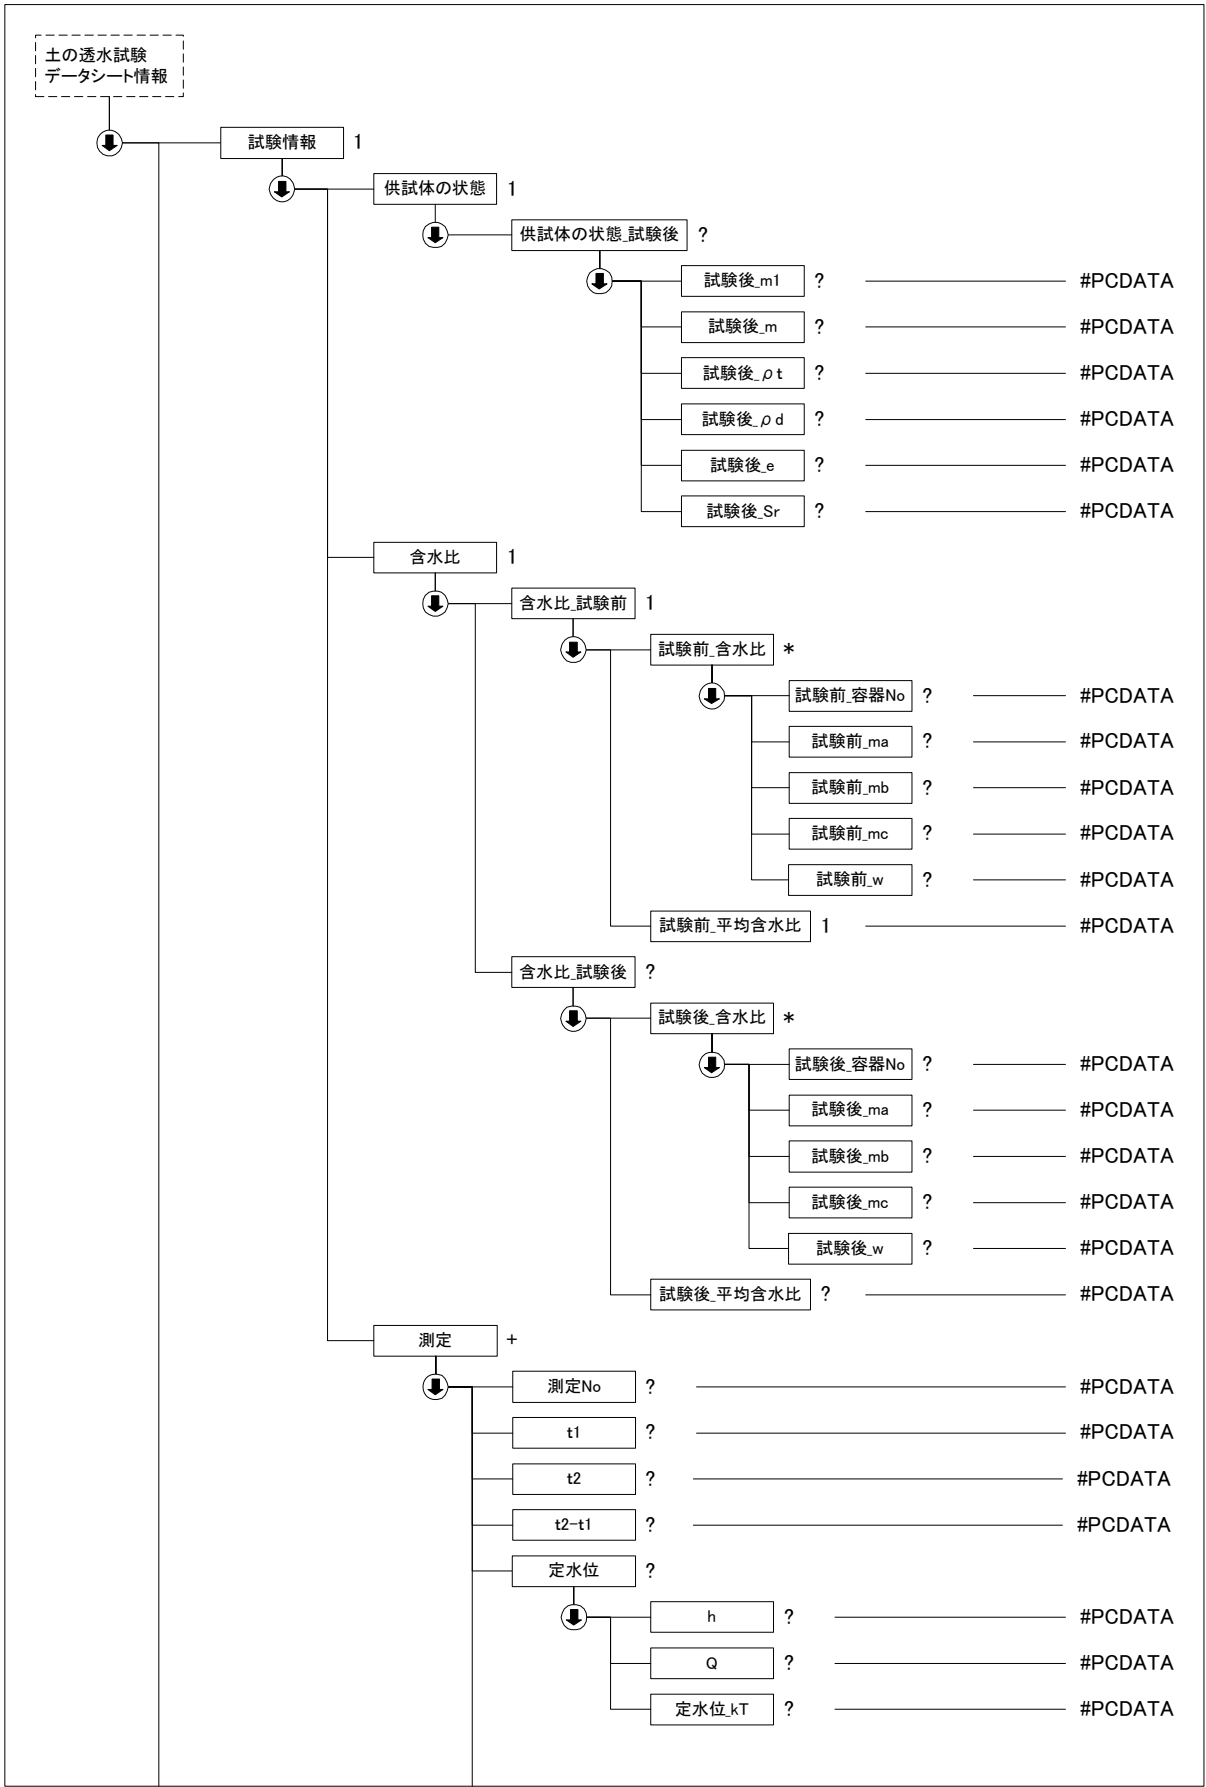 土の透水試験
データシート情報
試験情報 1
供試体の状態 1
供試体の状態_試験後 ?
試験後_m1 ? #PCDATA
試験後_m ? #PCDATA
試験後_ρt ? #PCDATA
試験後_ρd ? #PCDATA
試験後_e ? #PCDATA
試験後_Sr ? #PCDATA
含水比 1
含水比_試験前 1
試験前_含水比 *
試験前_容器No ? #PCDATA
試験前_ma ? #PCDATA
試験前_mb ? #PCDATA
試験前_mc ? #PCDATA
試験前_w ? #PCDATA
試験前_平均含水比 1 #PCDATA
含水比_試験後 ?
試験後_含水比 *
試験後_容器No ? #PCDATA
試験後_ma ? #PCDATA
試験後_mb ? #PCDATA
試験後_mc ? #PCDATA
試験後_w ? #PCDATA
試験後_平均含水比 ? #PCDATA
測定 +
測定No ? #PCDATA
t1 ? #PCDATA
t2 ? #PCDATA
t2-t1 ? #PCDATA
定水位 ?
h ? #PCDATA
Q ? #PCDATA
定水位_kT ? #PCDATA